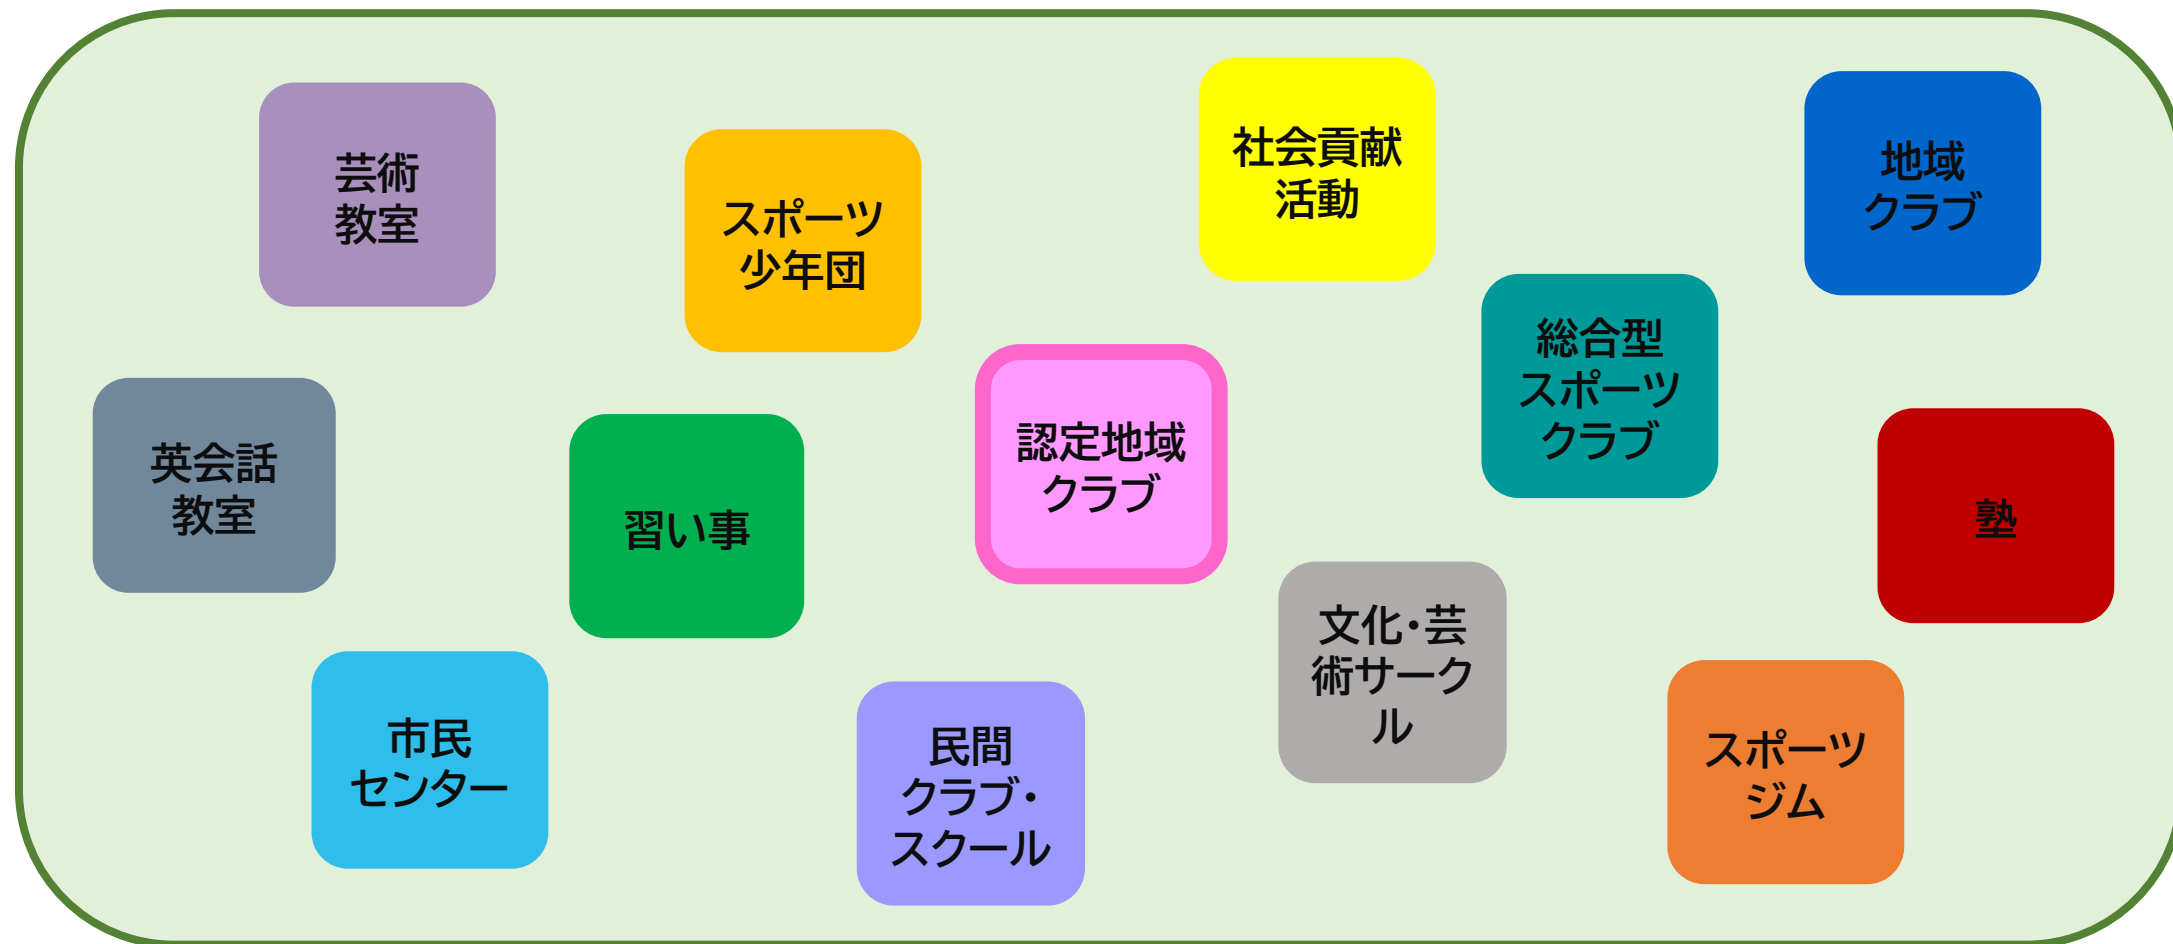 芸術
教室
スポーツ
少年団
社会貢献
活動
地域
クラブ
英会話
教室
習い事
認定地域
クラブ
総合型
スポーツ
クラブ
塾
市民
センター
民間
クラブ・
スクール
文化・芸
術サーク
ル
スポーツ
ジム